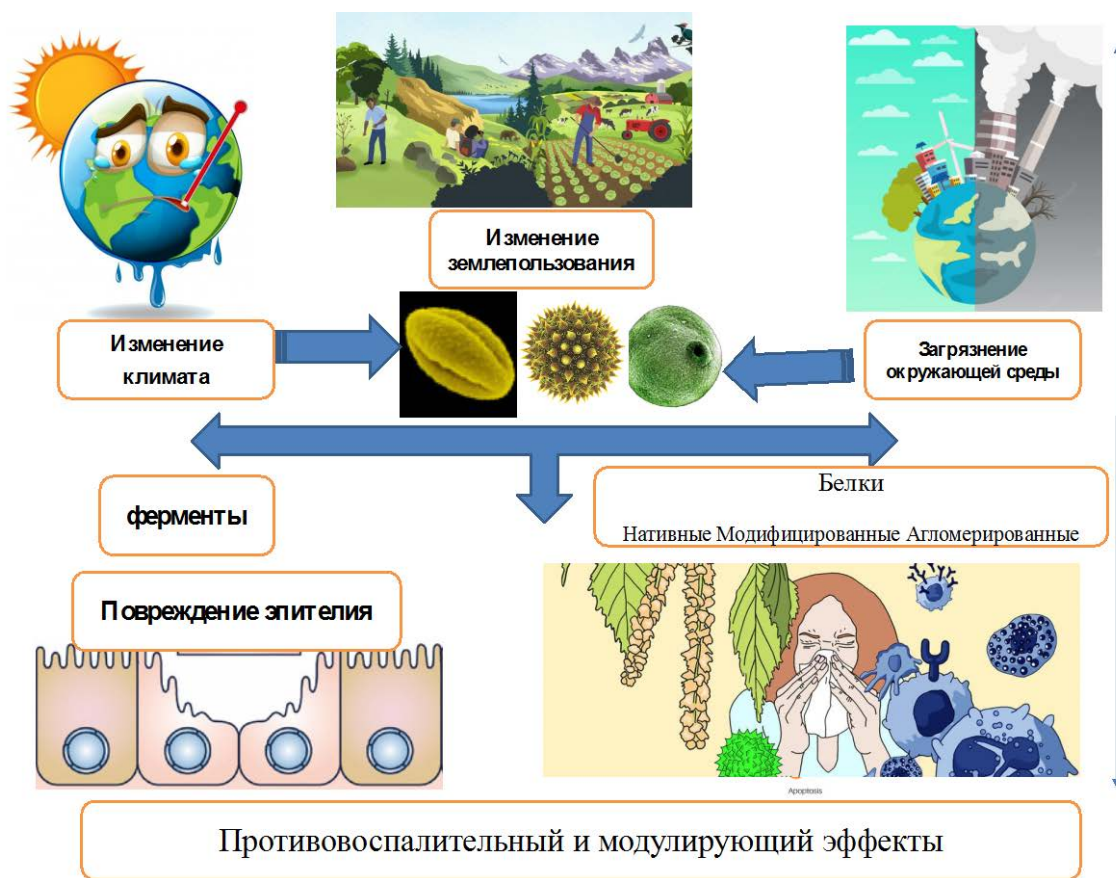 Изменение
землепользования
Изменение
климата
Загрязнение
окружающей среды
ферменты
Белки
Нативные Модифицированные Агломерированные
Повреждение эпителия
Apoptosis
Противовоспалительный и модулирующий эффекты